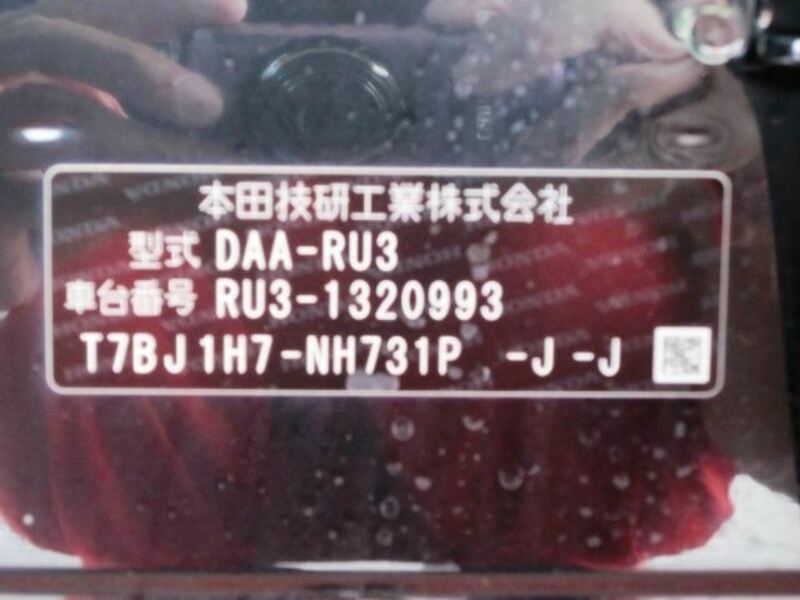 本田技研工業株式会社
型式 DAA-RU3
車台番号 RU3-1320993
T7BJ1H7-NH731P -J -J